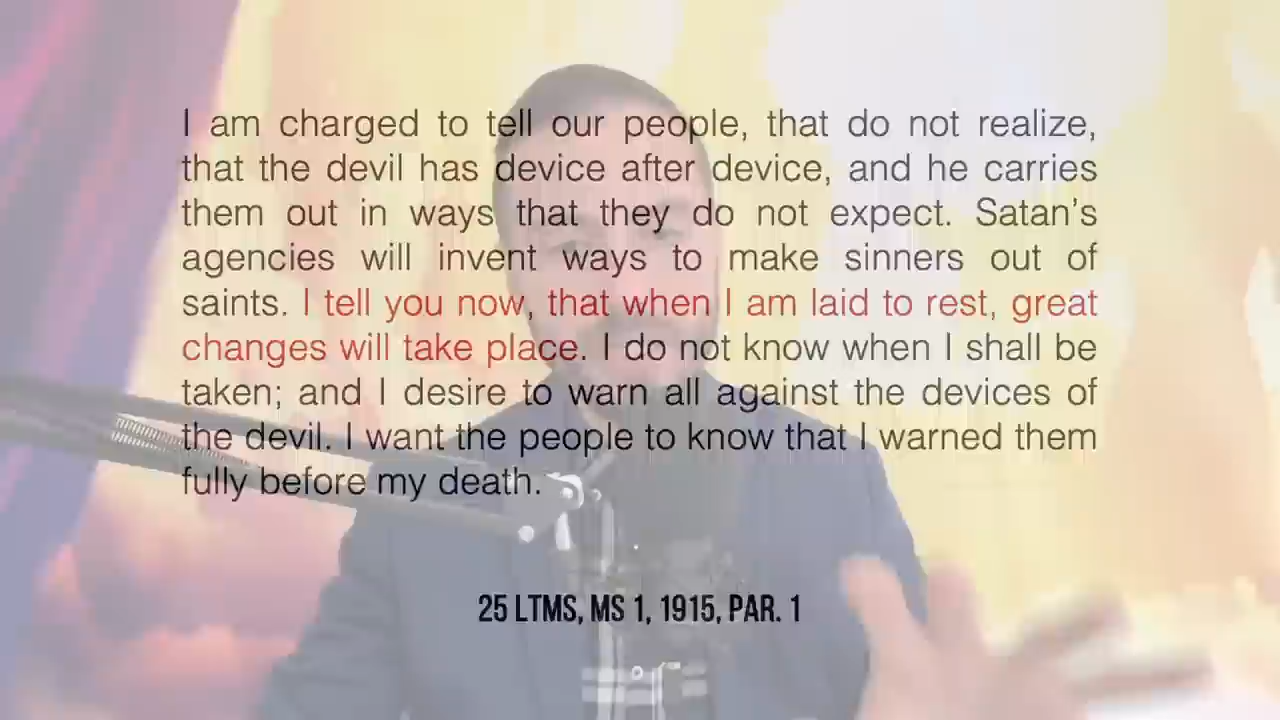 I am charged to tell our people, that do not realize,
that the devil has device after device, and he carries
them out in ways that they do not expect. Satan’s
agencies will invent ways to make sinners out of
saints. I tell you now, that when I am laid to rest, great
changes will take place. I do not know when I shall be
taken; and I desire to warn all against the devices of
the devil. I want the people to know that I warned them
fully before my death.
25 LTMS, MS 1, 1915, PAR. 1